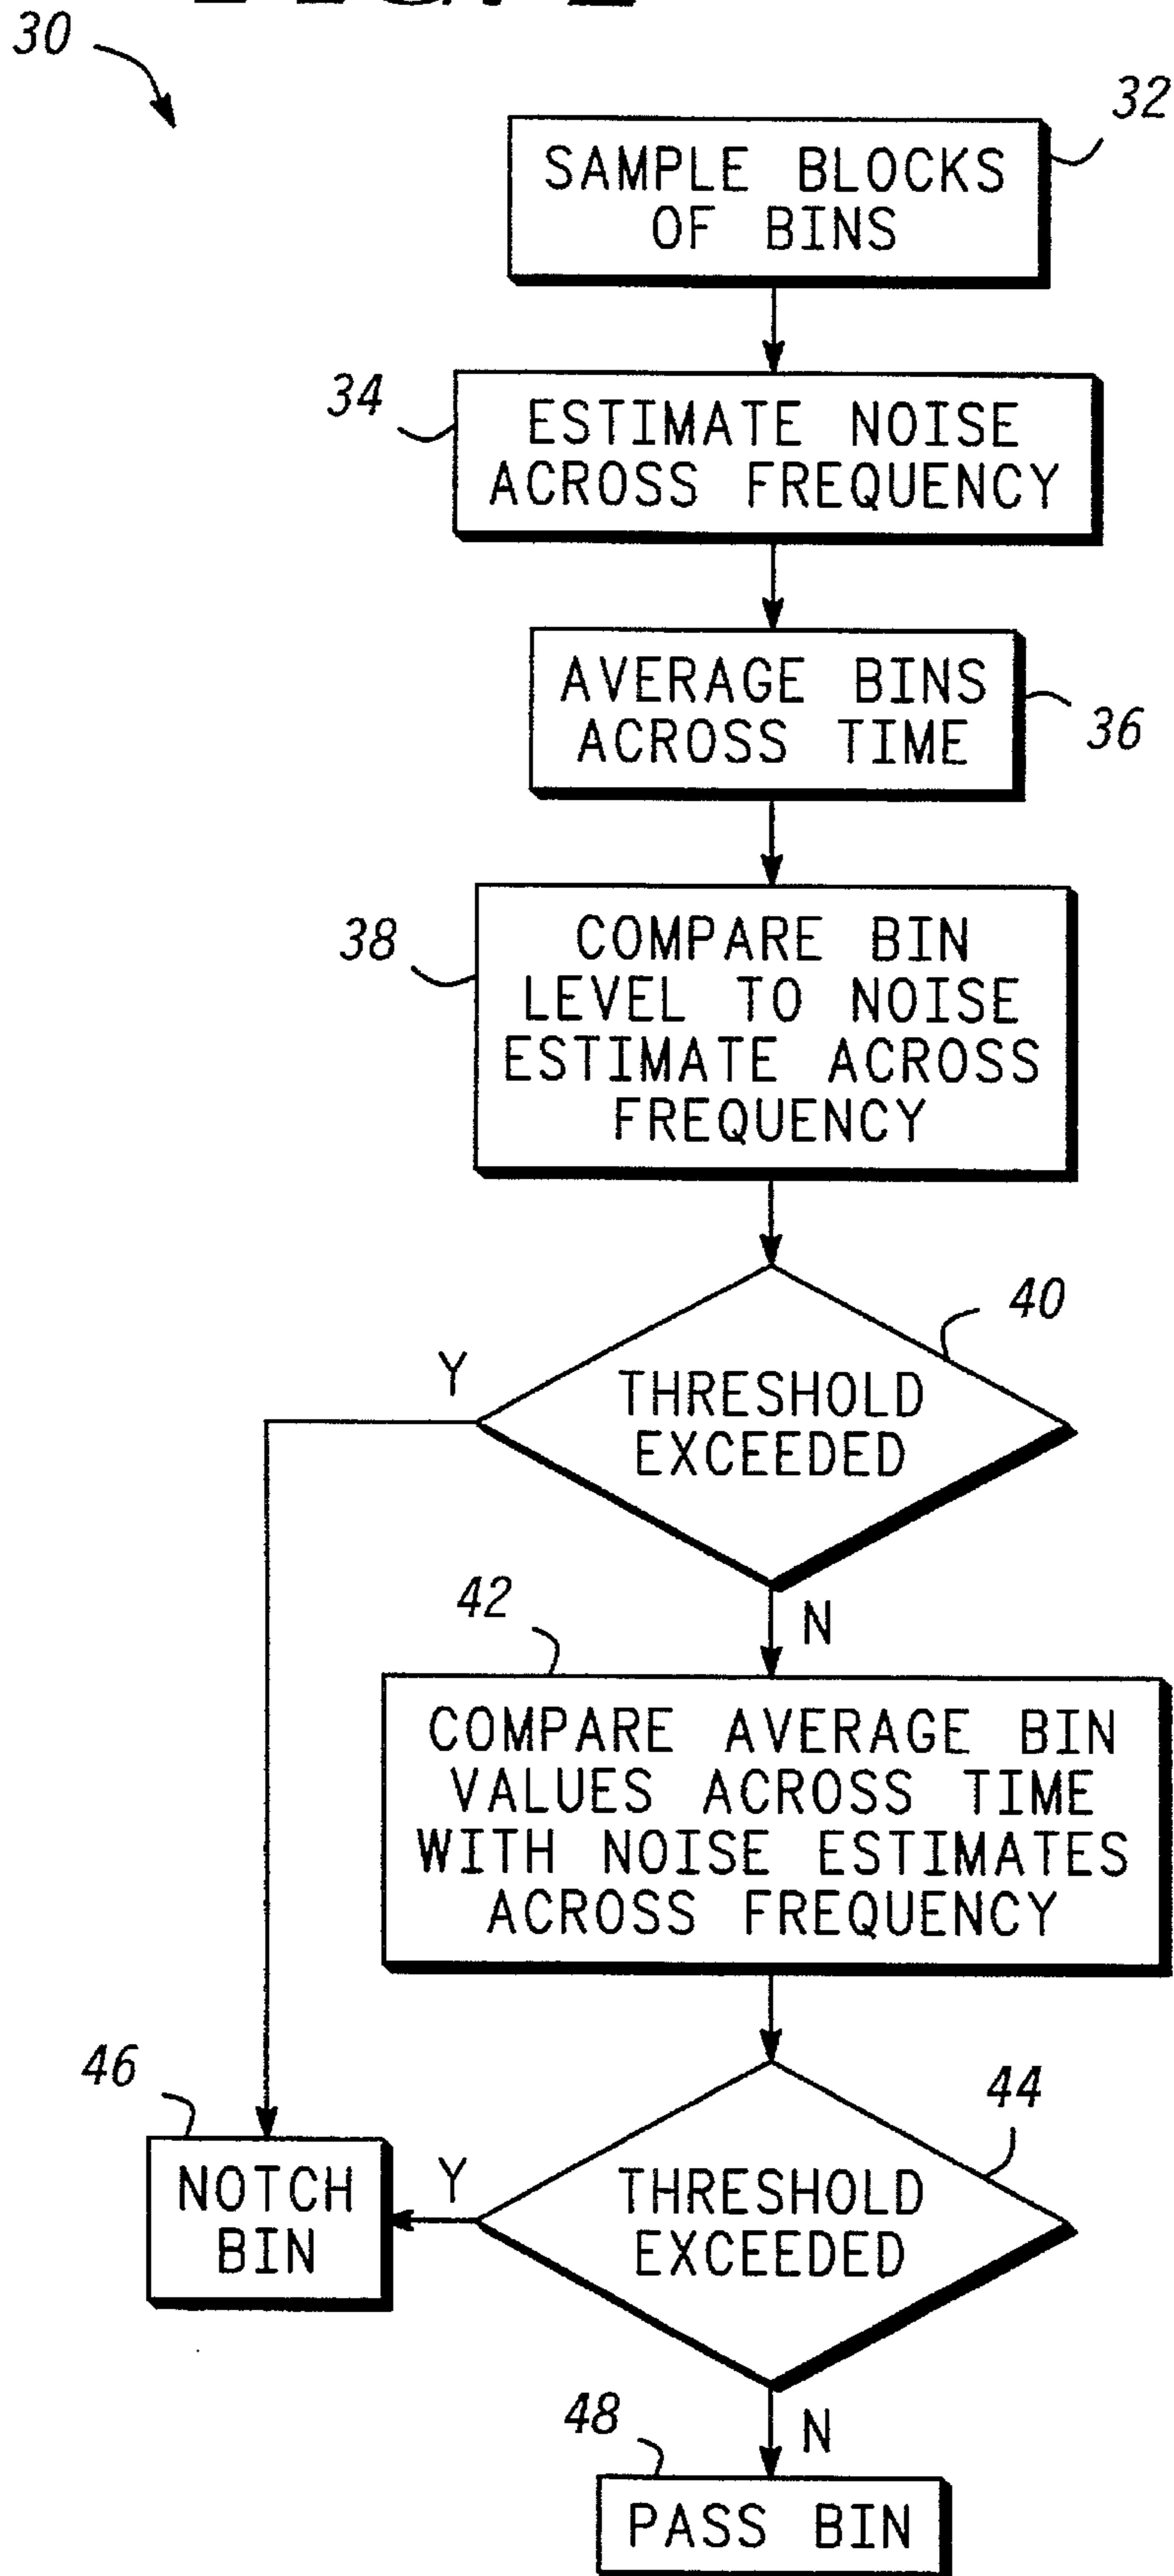 30
32
SAMPLE BLOCKS
OF BINS
34
ESTIMATE NOISE
ACROSS FREQUENCY
AVERAGE BINS
ACROSS TIME
36
38
COMPARE BIN
LEVEL TO NOISE
ESTIMATE ACROSS
FREQUENCY
40
Y
THRESHOLD
EXCEEDED
42
N
COMPARE AVERAGE BIN
VALUES ACROSS TIME
WITH NOISE ESTIMATES
ACROSS FREQUENCY
46
44
NOTCH
BIN
Y
THRESHOLD
EXCEEDED
48
N
PASS BIN